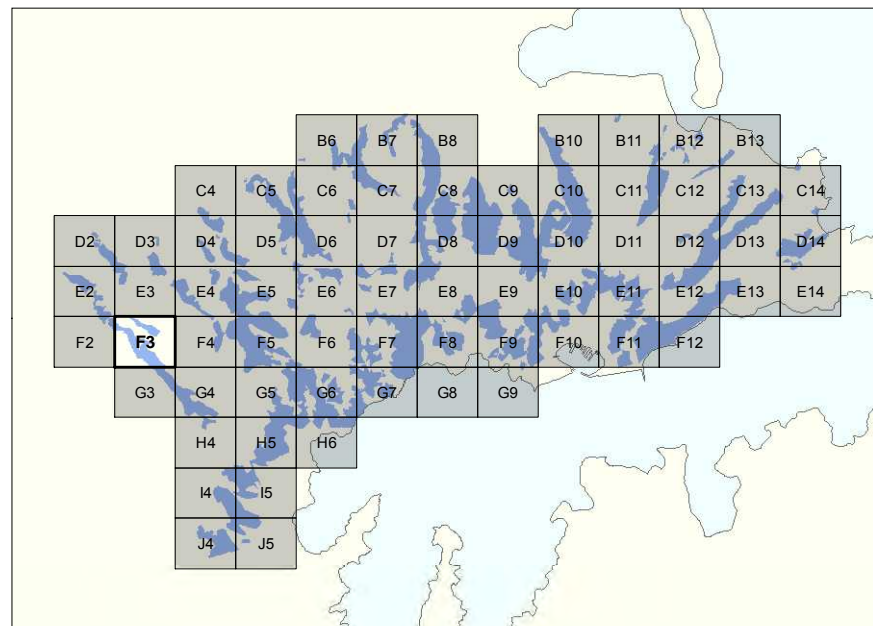 B6 B7 B8 B10 B11 B12 B13
C4 C5 C6 C7 C8 C9 C10 C11 C12 C13 C14
D2 D3 D4 D5 D6 D7 D8 D9 D10 D11 D12 D13 D14
E2 E3 E4 E5 E6 E7 E8 E9 E10 E11 E12 E13 E14
F2 F3 F4 F5 F6 F7 F8 F9 F10 F11 F12
G3 G4 G5 G6 G7 G8 G9
H4 H5 H6
I4 I5
J4 J5